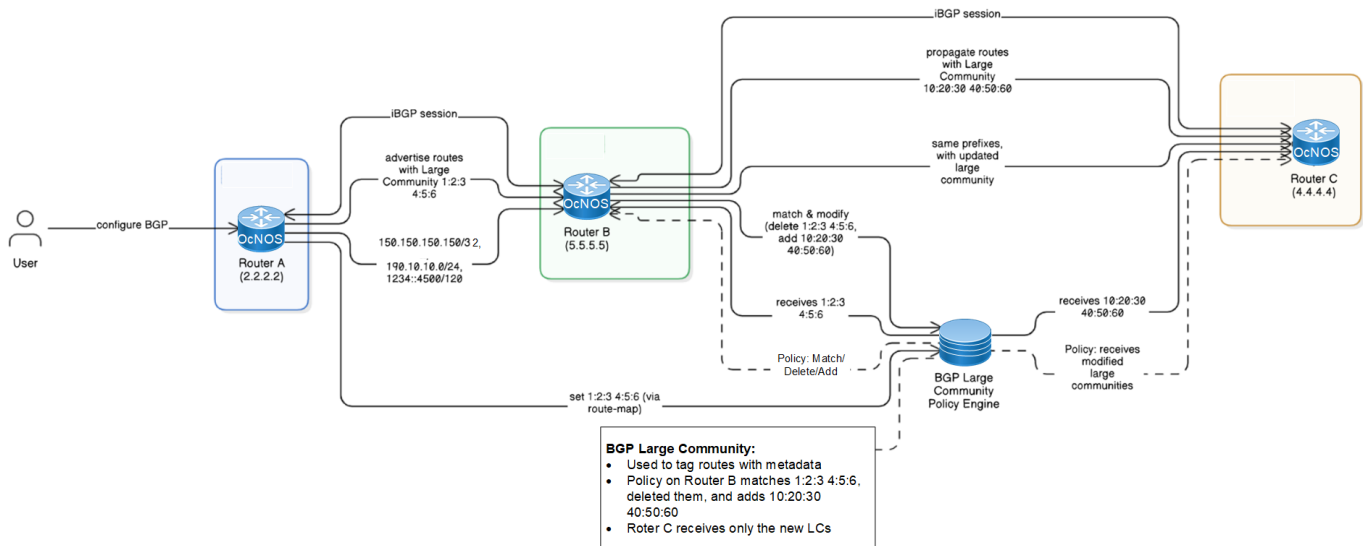 iBGP session
propagate routes
with Large
Community
10:20:30 40:50:60
iBGP session
advertise routes
with Large
Community 1:2:3
4:5:6
same prefixes,
with updated
large
community
OcNOS
Router C
(4.4.4.4)
User
configure BGP
OcNOS
Router A
(2.2.2.2)
150.150.150.150/32,
190.10.10.0/24,
1234::4500/120
OcNOS
Router B
(5.5.5.5)
match & modify
(delete 1:2:3 4:5:6,
add 10:20:30
40:50:60)
receives 1:2:3
4:5:6
receives 10:20:30
40:50:60
Policy: Match/
Delete/Add
Policy: receives
modified
large
communities
BGP Large
Community
Policy Engine
set 1:2:3 4:5:6 (via
route-map)
BGP Large Community:
• Used to tag routes with metadata
• Policy on Router B matches 1:2:3 4:5:6,
deleted them, and adds 10:20:30
40:50:60
• Roter C receives only the new LCs